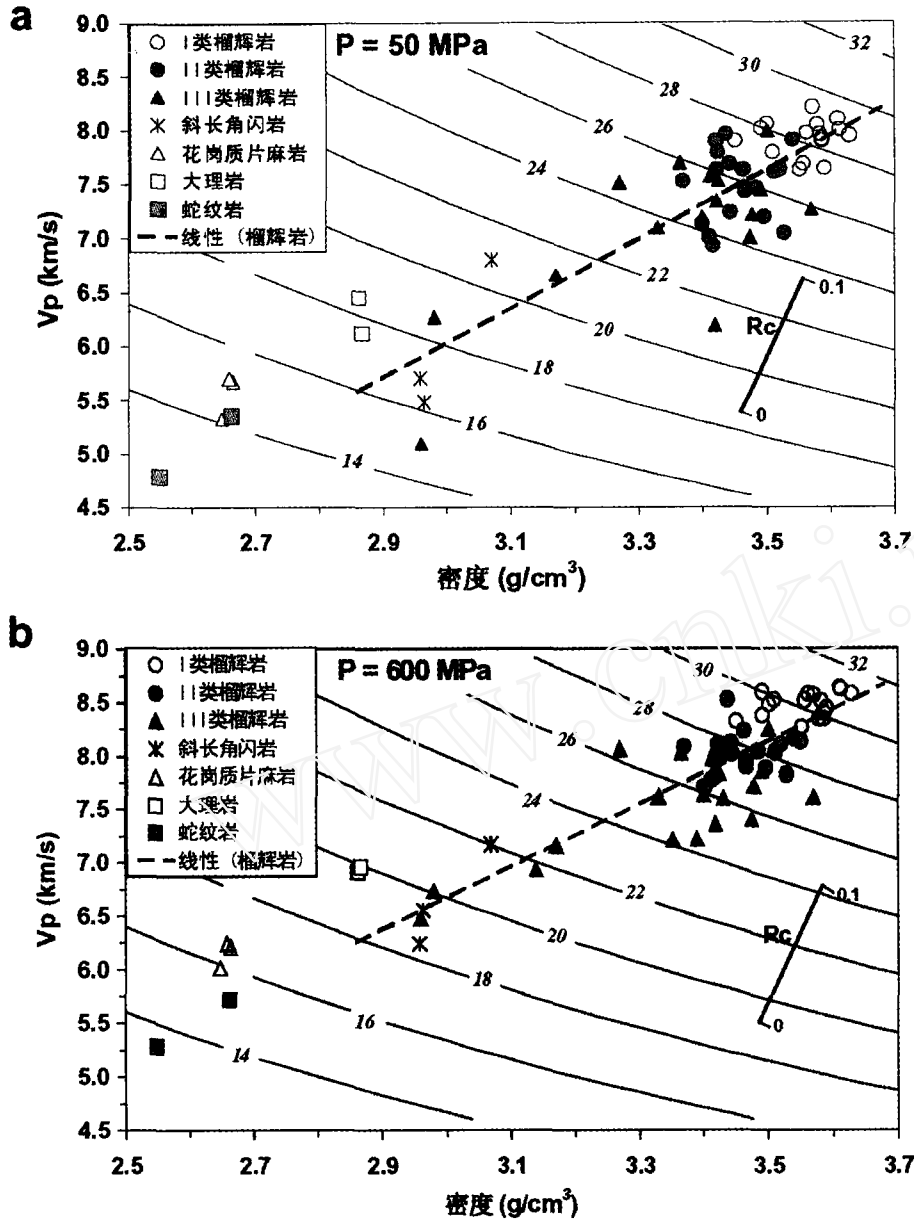 a
9.0
8.5
8.0
7.5
7.0
6.5
6.0
5.5
5.0
4.5
Vp (km/s)
I类榴辉岩
II类榴辉岩
III类榴辉岩
斜长角闪岩
花岗质片麻岩
大理岩
蛇纹岩
线性 (榴辉岩)
P = 50 MPa
32
30
28
26
24
22
20
18
16
14
0.1
Rc
0
2.5
2.7
2.9
3.1
3.3
3.5
3.7
密度 (g/cm³)
b
9.0
8.5
8.0
7.5
7.0
6.5
6.0
5.5
5.0
4.5
Vp (km/s)
I类榴辉岩
II类榴辉岩
III类榴辉岩
斜长角闪岩
花岗质片麻岩
大理岩
蛇纹岩
线性 (榴辉岩)
P = 600 MPa
32
30
28
26
24
22
20
18
16
14
0.1
Rc
0
2.5
2.7
2.9
3.1
3.3
3.5
3.7
密度 (g/cm³)
www.cnki.